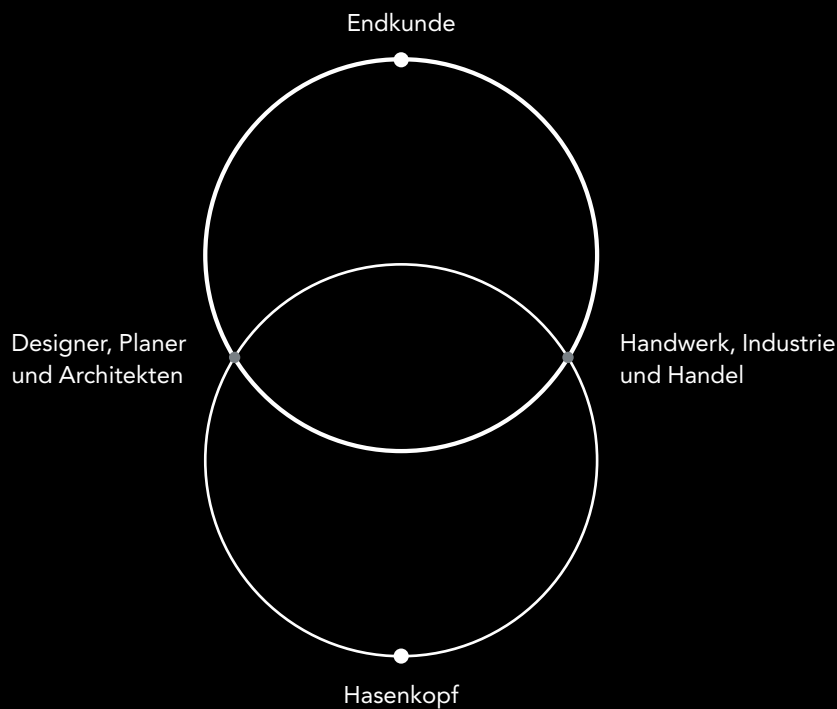 Endkunde
Designer, Planer
und Architekten
Handwerk, Industrie
und Handel
Hasenkopf